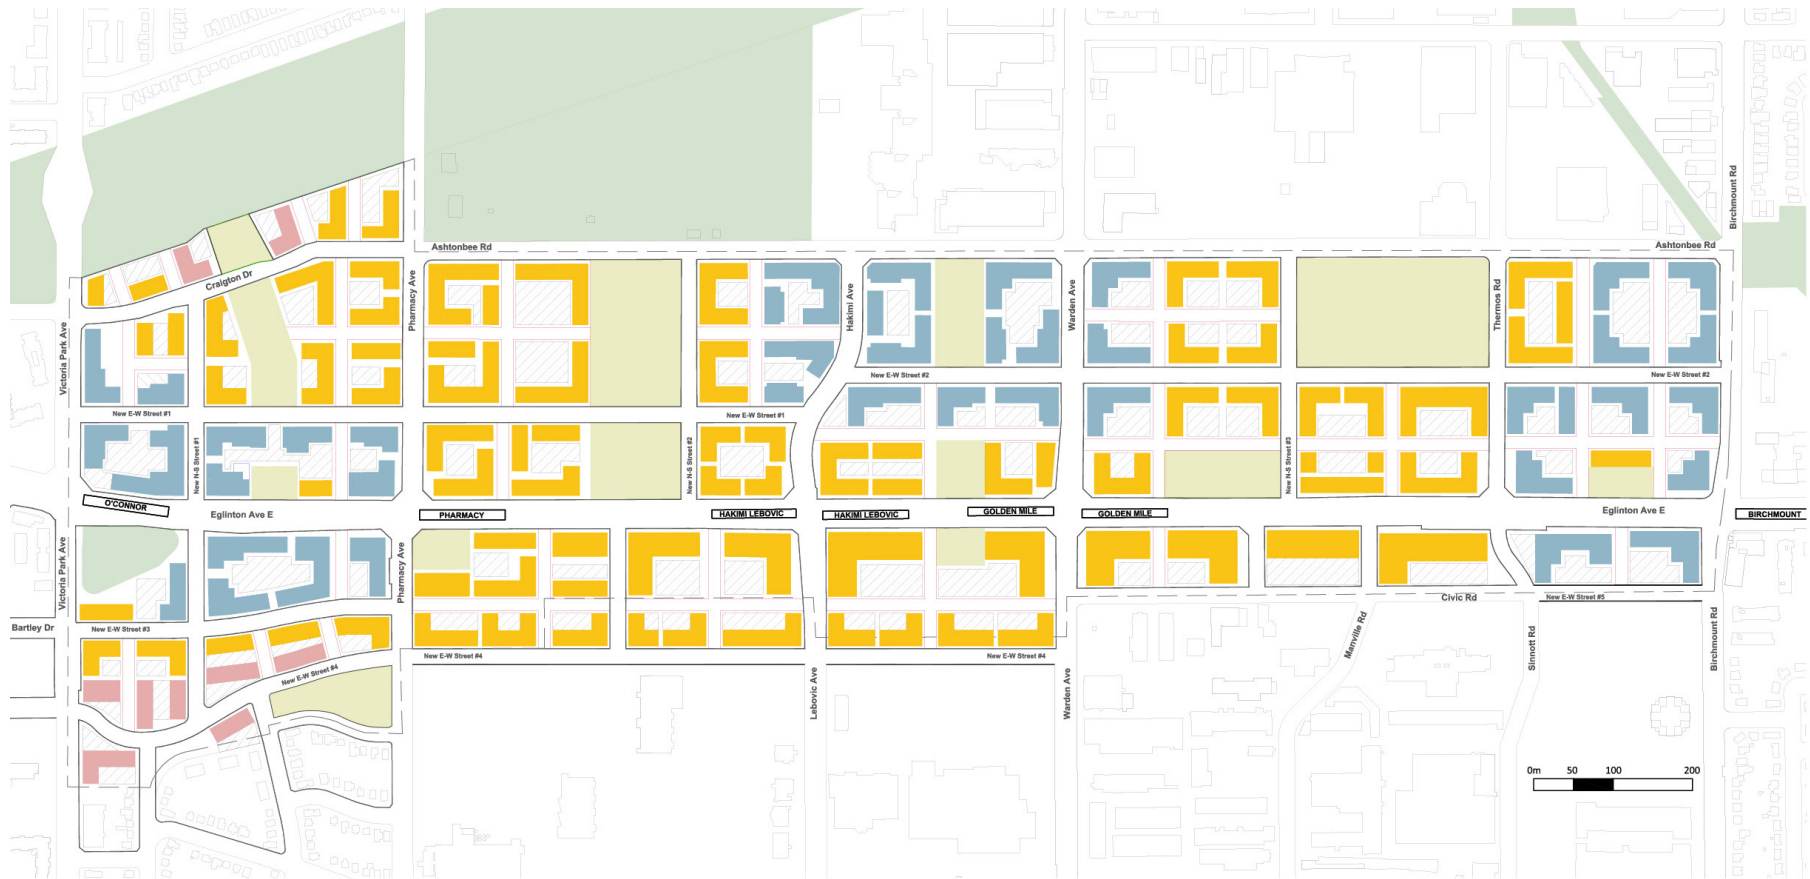 Birchmount Rd
Ashtonbee Rd
Ashtonbee Rd
Craigton Dr
Pharmacy Ave
Hakimi Ave
Warden Ave
Thermos Rd
Victoria Park Ave
New E-W Street #2
New E-W Street #2
New E-W Street #1
New E-W Street #1
New N-S Street #1
New N-S Street #2
New N-S Street #3
O'CONNOR
Eglinton Ave E
PHARMACY
HAKIMI LEBOVIC
HAKIMI LEBOVIC
GOLDEN MILE
GOLDEN MILE
Eglinton Ave E
BIRCHMOUNT
Victoria Park Ave
Pharmacy Ave
Civic Rd
New E-W Street #5
Bartley Dr
New E-W Street #3
New E-W Street #4
New E-W Street #4
New E-W Street #4
Lebovic Ave
Warden Ave
Manville Rd
Sinnott Rd
Birchmount Rd
0m 50 100 200